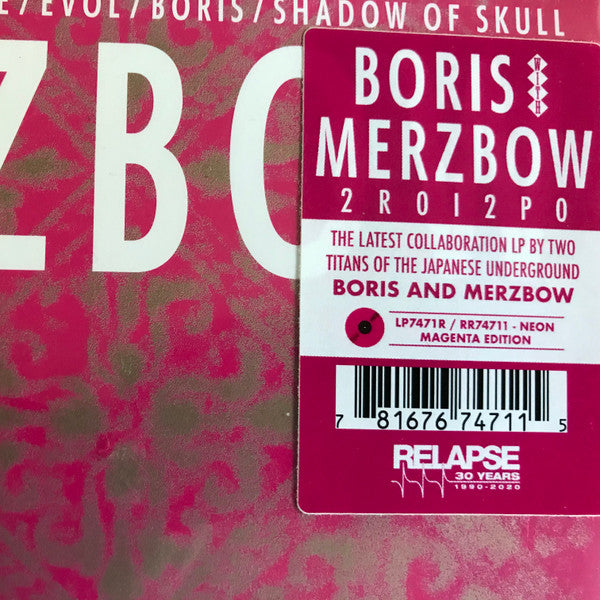 E/EVOL/BORIS/SHADOW OF SKULL
ZBO
BORIS WITH
MERZBOW
2R0I2P0
THE LATEST COLLABORATION LP BY TWO
TITANS OF THE JAPANESE UNDERGROUND
BORIS AND MERZBOW
LP7471R / RR74711 - NEON
MAGENTA EDITION
7 81676 74711 5
RELAPSE
30 YEARS
1990-2020